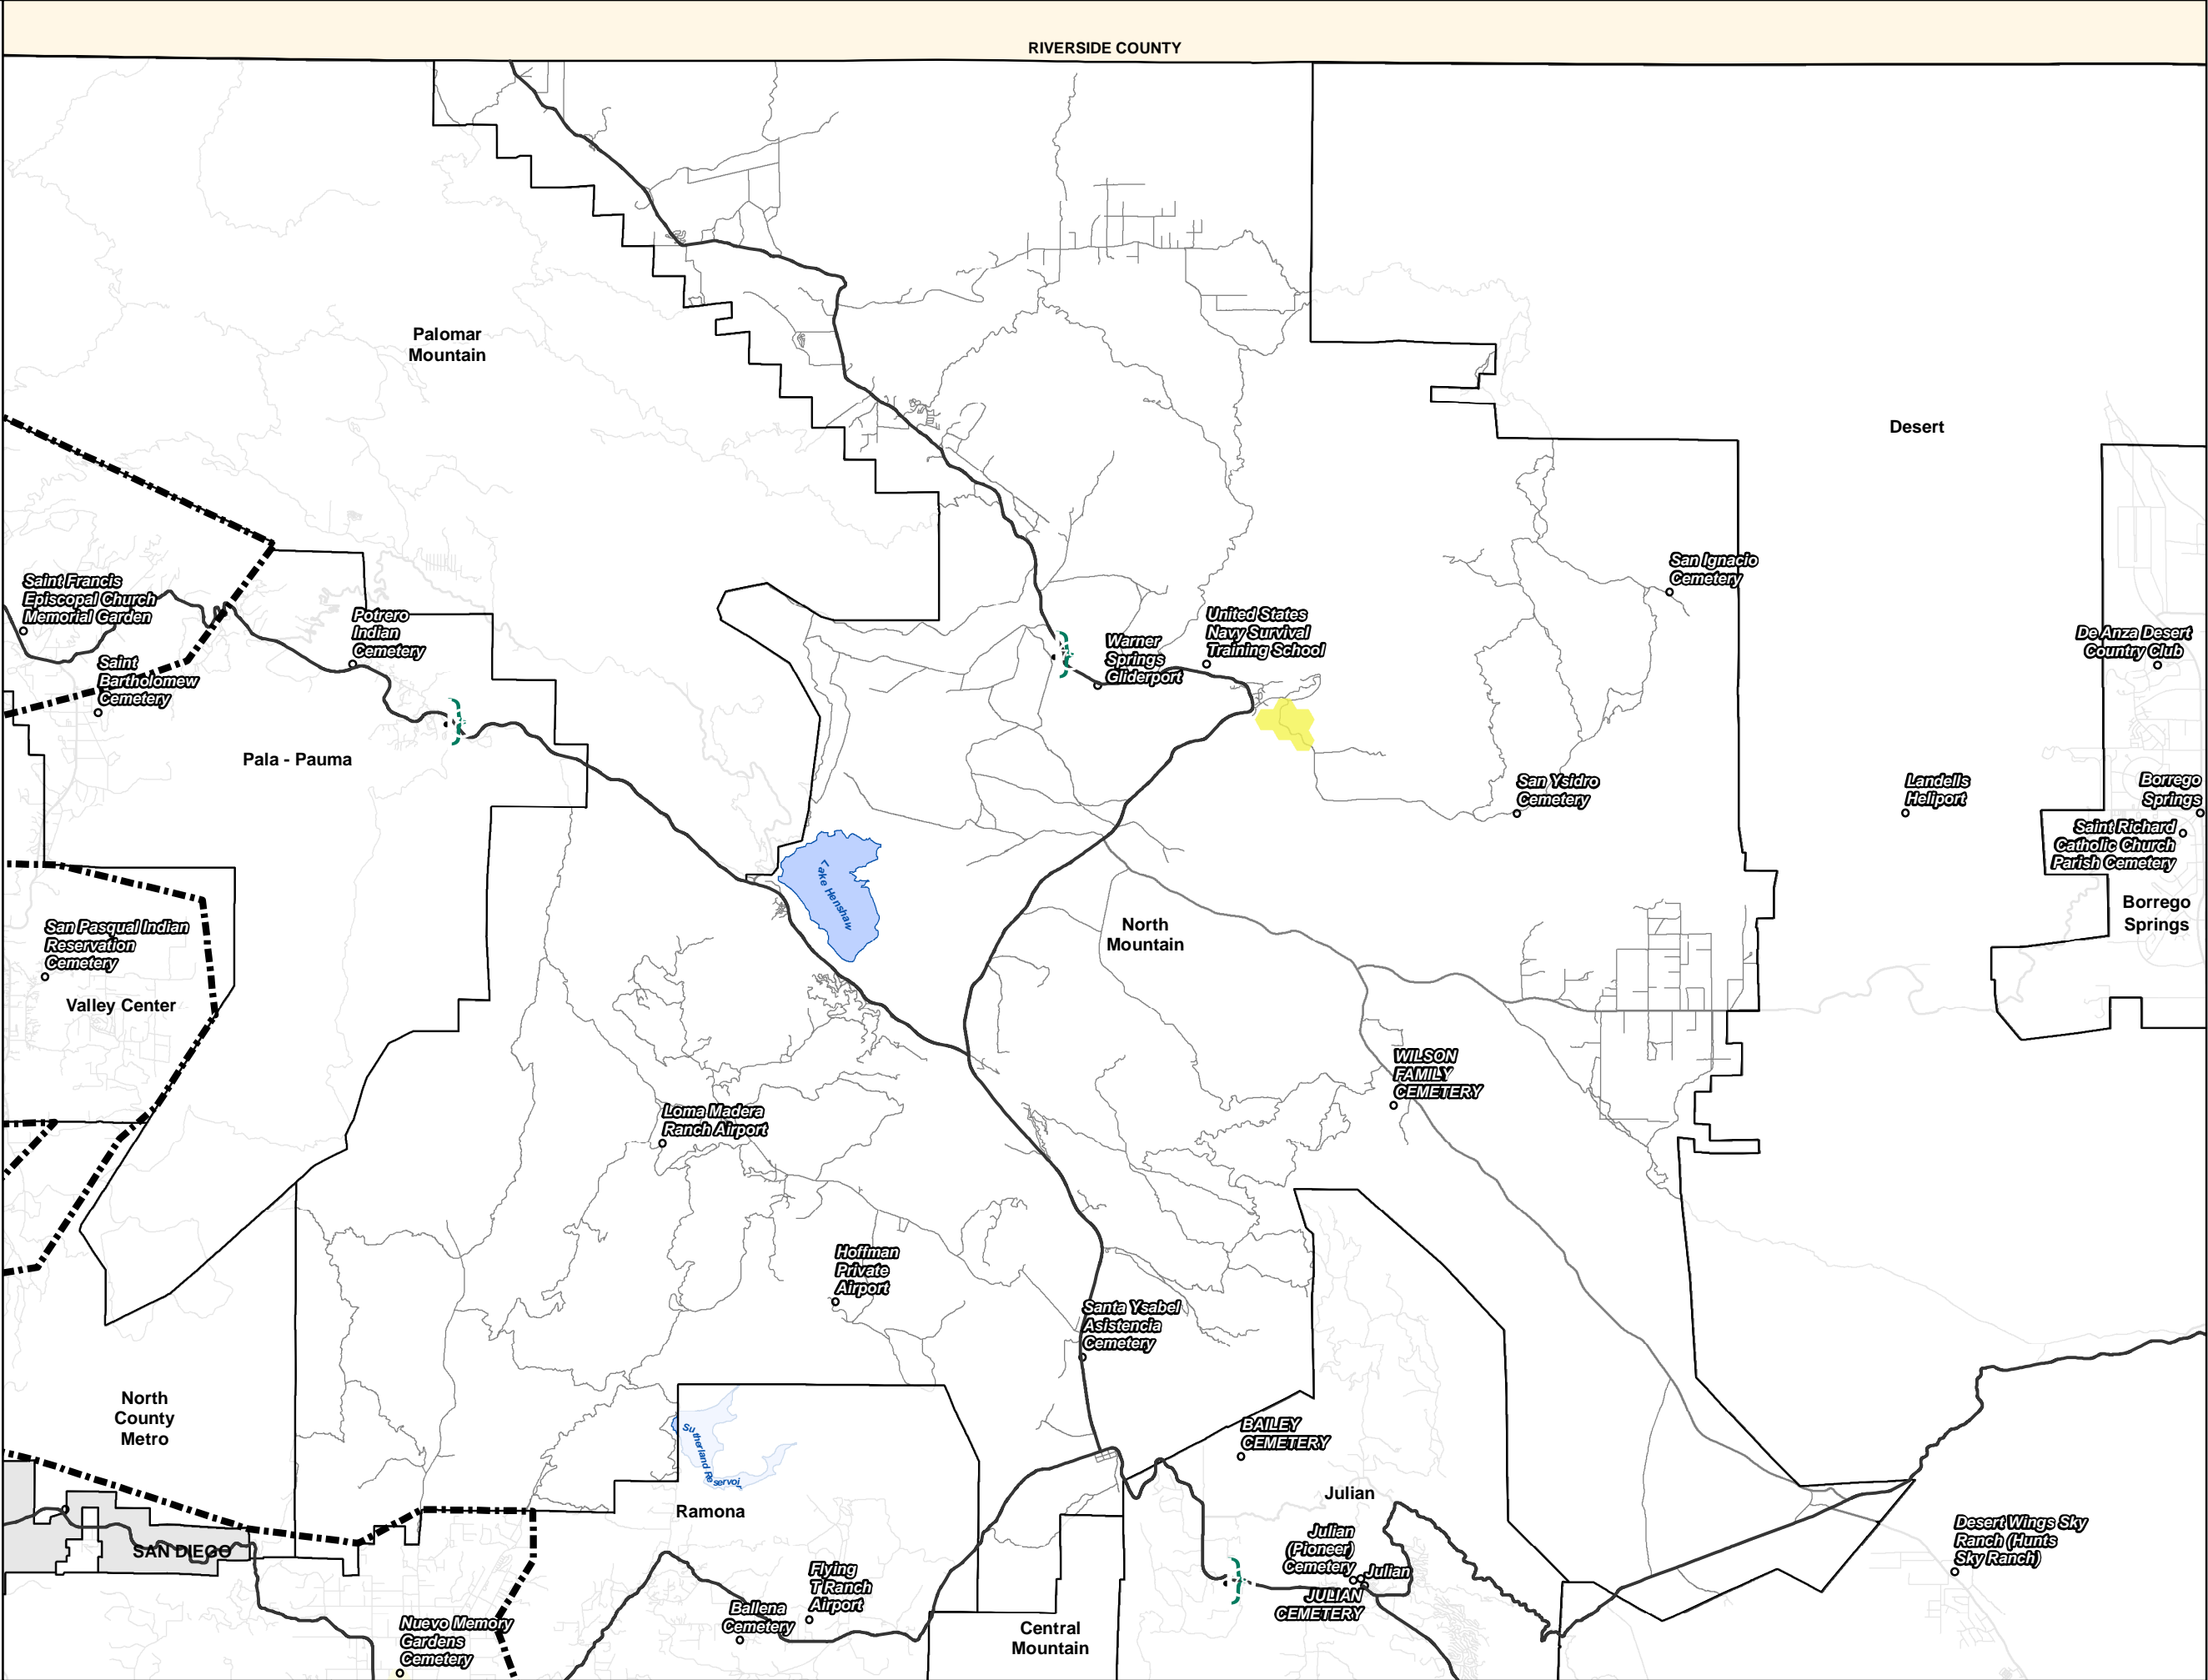 RIVERSIDE COUNTY
Palomar
Mountain
Desert
San Ignacio
Cemetery
Saint Francis
Episcopal Church
Memorial Garden
Potrero
Indian
Cemetery
United States
Navy Survival
Training School
Warner
Springs
Gliderport
De Anza Desert
Country Club
Saint
Bartholomew
Cemetery
Pala - Pauma
San Ysidro
Cemetery
Landells
Heliport
Borrego
Springs
Saint Richard
Catholic Church
Parish Cemetery
Lake Henshaw
Borrego
Springs
North
Mountain
San Pasqual Indian
Reservation
Cemetery
Valley Center
WILSON
FAMILY
CEMETERY
Loma Madera
Ranch Airport
Hoffman
Private
Airport
Santa Ysabel
Asistencia
Cemetery
North
County
Metro
BAILEY
CEMETERY
Sutherland Reservoi
Ramona
Julian
SAN DIEGO
Julian
(Pioneer)
Cemetery
Julian
JULIAN
CEMETERY
Desert Wings Sky
Ranch (Hunts
Sky Ranch)
Flying
T Ranch
Airport
Ballena
Cemetery
Nuevo Memory
Gardens
Cemetery
Central
Mountain